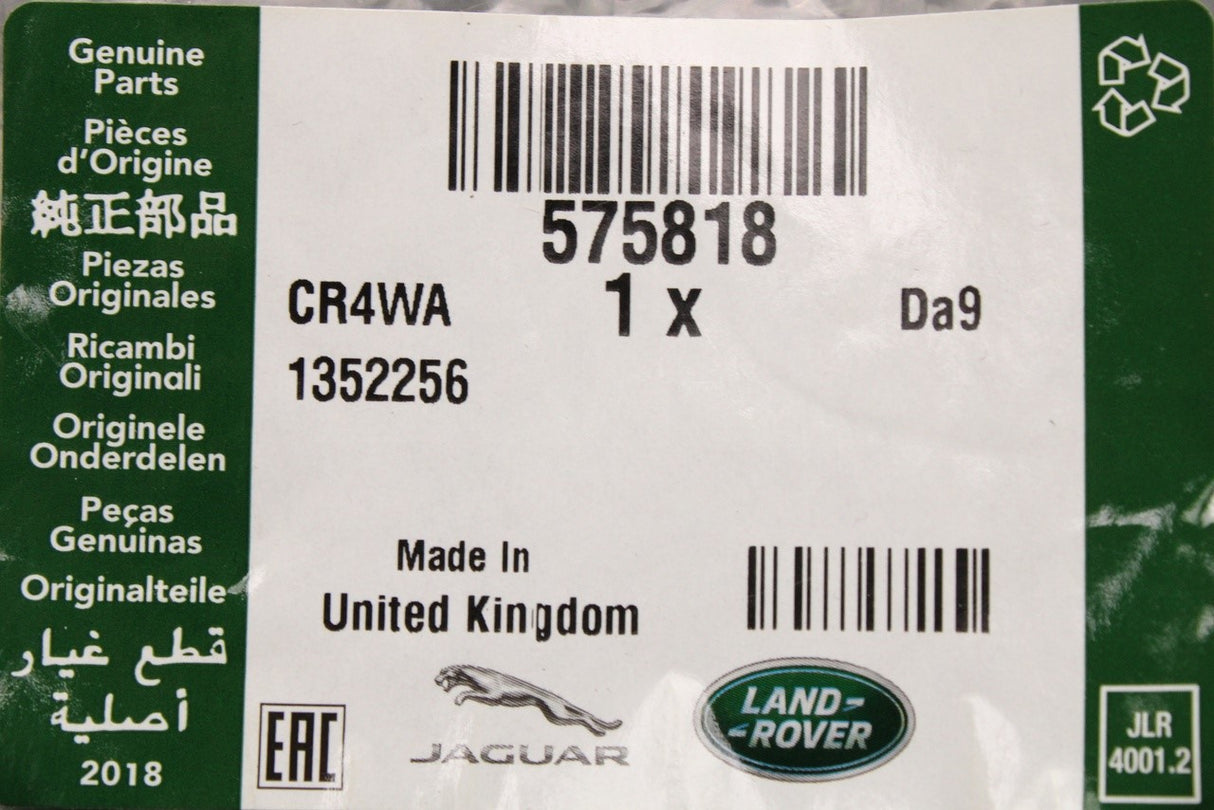 Genuine
Parts
Pièces
d'Origine
純正部品
Piezas
Originales
Ricambi
Originali
Originele
Onderdelen
Peças
Genuinas
Originalteile
قطع غيار
أصلية
2018
575818
CR4WA
1 x
Da9
1352256
Made In
United Kingdom
EAC
JAGUAR
LAND-
-ROVER
JLR
4001.2